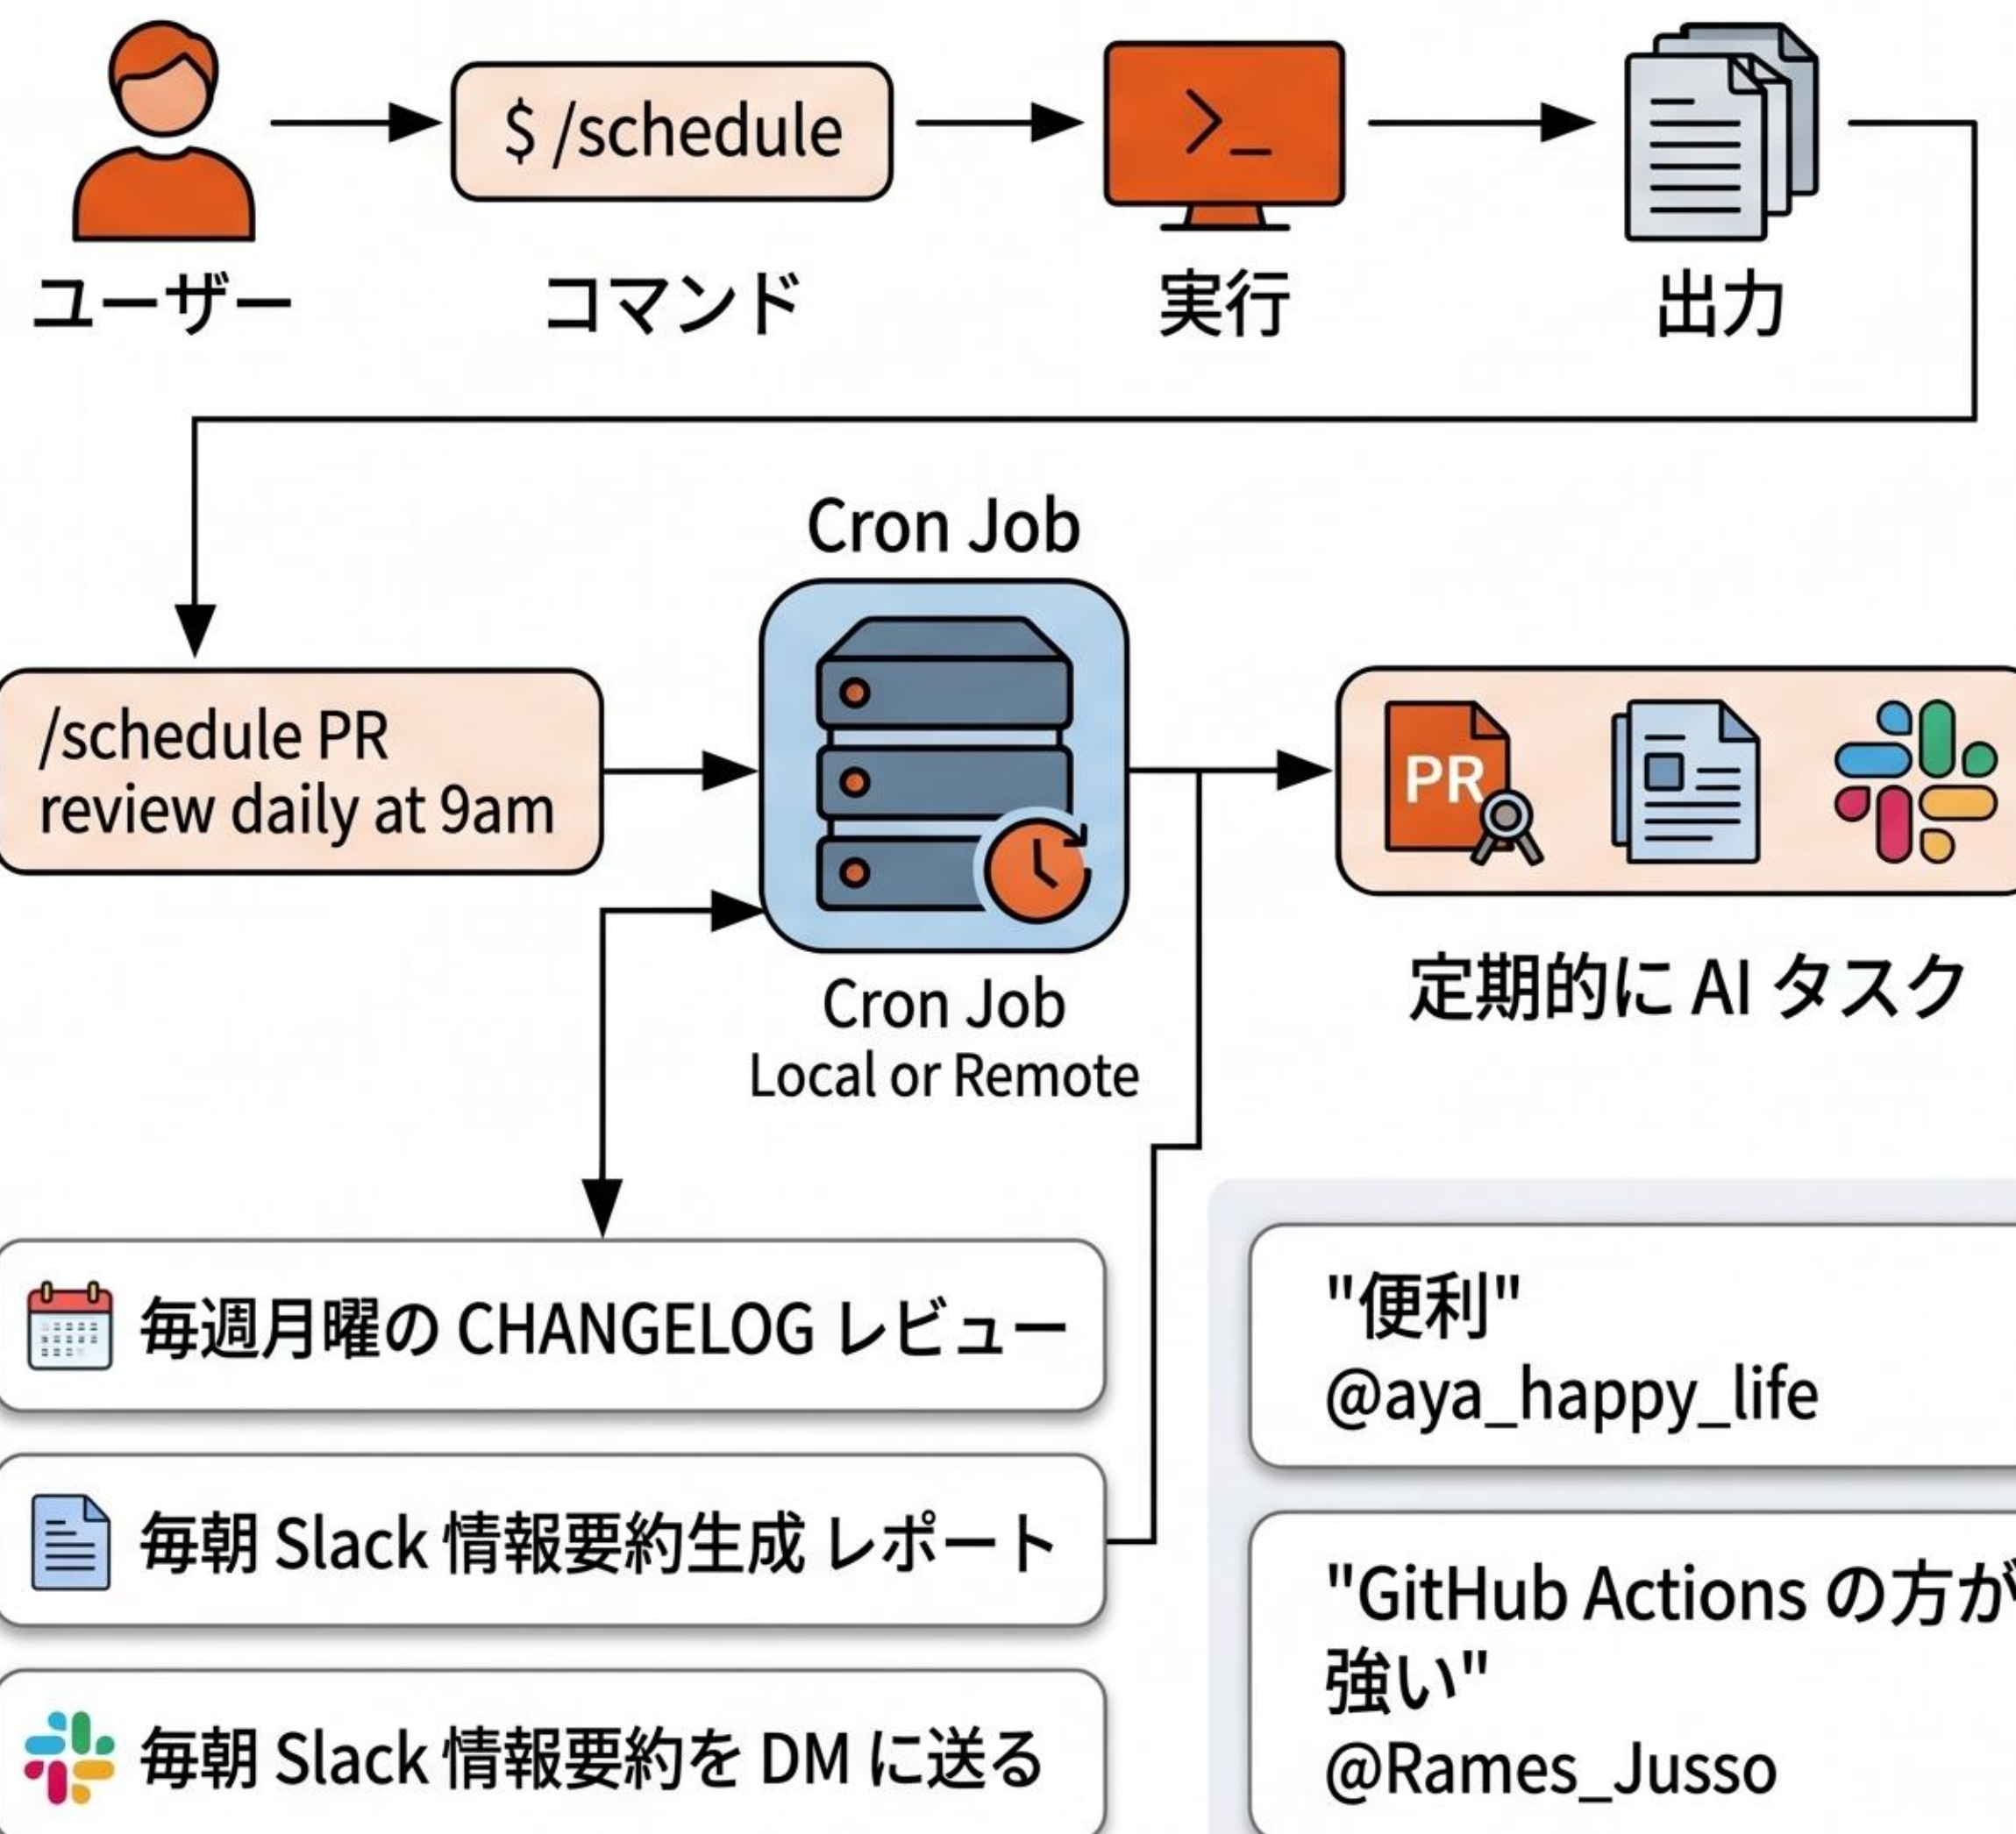 $ /schedule
>_
ユーザー
コマンド
実行
出力
Cron Job
/schedule PR
review daily at 9am
PR
Cron Job
Local or Remote
定期的に AI タスク
毎週月曜の CHANGELOG レビュー
毎朝 Slack 情報要約生成 レポート
毎朝 Slack 情報要約を DM に送る
"便利"
@aya_happy_life
"GitHub Actions の方が
強い"
@Rames_Jusso